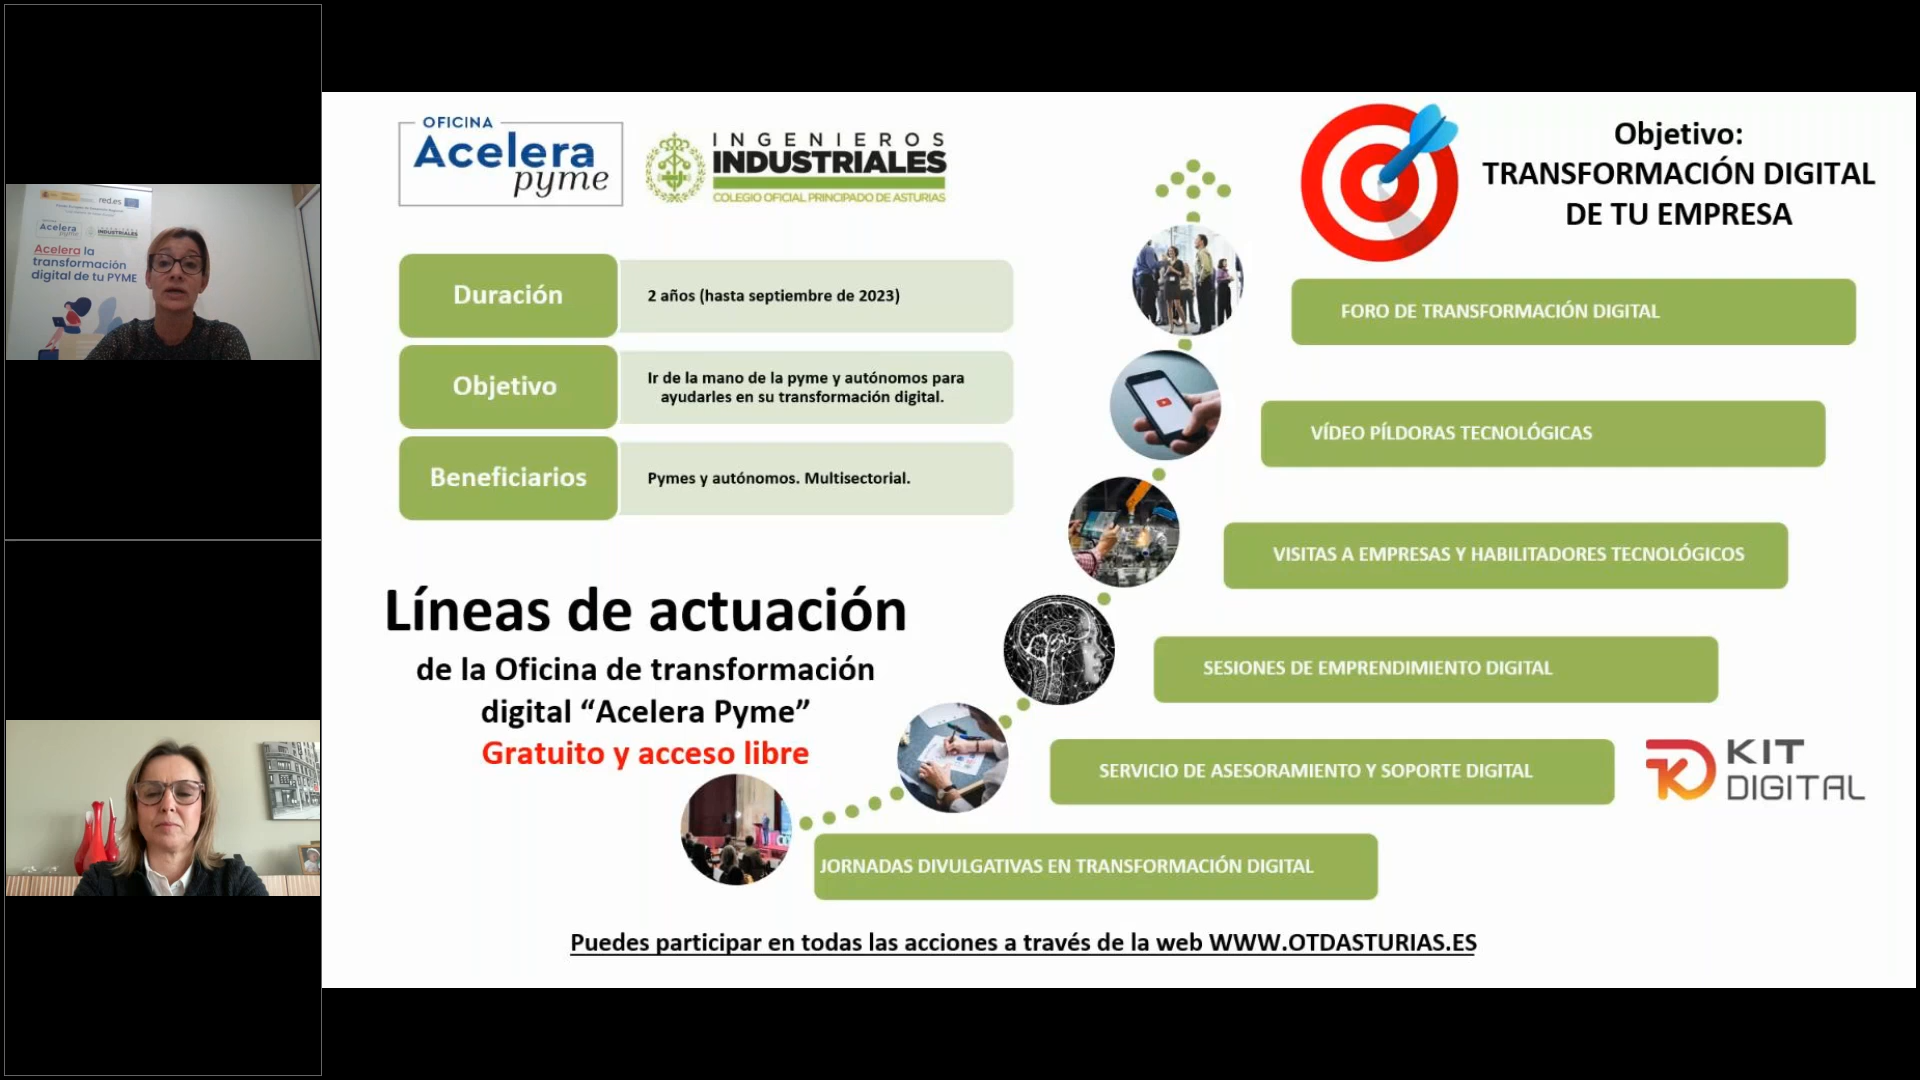 red.es
Acelera
pyme
INDUSTRIALES
Acelera la
transformación
digital de tu PYME
OFICINA
Acelera
pyme
INGENIEROS
INDUSTRIALES
COLEGIO OFICIAL PRINCIPADO DE ASTURIAS
Objetivo:
TRANSFORMACIÓN DIGITAL
DE TU EMPRESA
Duración
2 años (hasta septiembre de 2023)
Objetivo
Ir de la mano de la pyme y autónomos para
ayudarles en su transformación digital.
Beneficiarios
Pymes y autónomos. Multisectorial.
Líneas de actuación
de la Oficina de transformación
digital “Acelera Pyme”
Gratuito y acceso libre
FORO DE TRANSFORMACIÓN DIGITAL
VÍDEO PÍLDORAS TECNOLÓGICAS
VISITAS A EMPRESAS Y HABILITADORES TECNOLÓGICOS
SESIONES DE EMPRENDIMIENTO DIGITAL
SERVICIO DE ASESORAMIENTO Y SOPORTE DIGITAL
KIT
DIGITAL
JORNADAS DIVULGATIVAS EN TRANSFORMACIÓN DIGITAL
Puedes participar en todas las acciones a través de la web WWW.OTDASTURIAS.ES